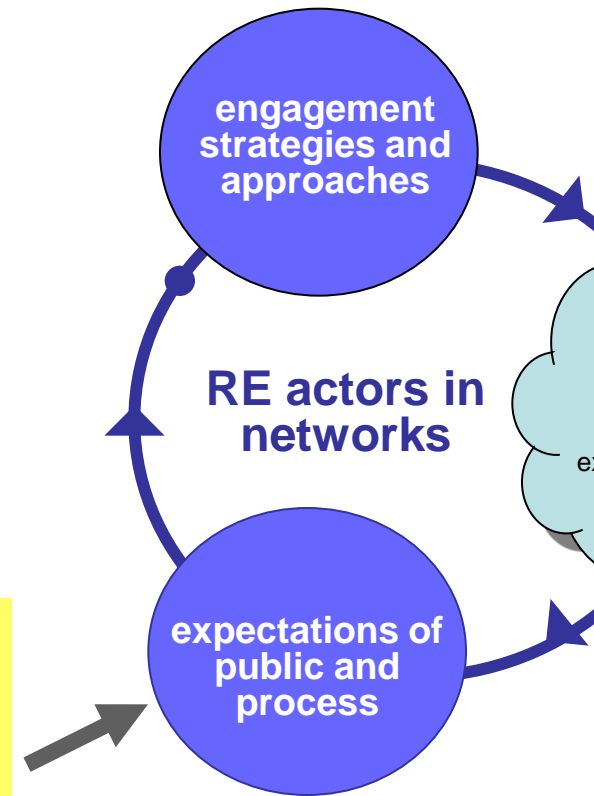 engagement
strategies and
approaches
RE actors in
networks
expectations of
public and
process